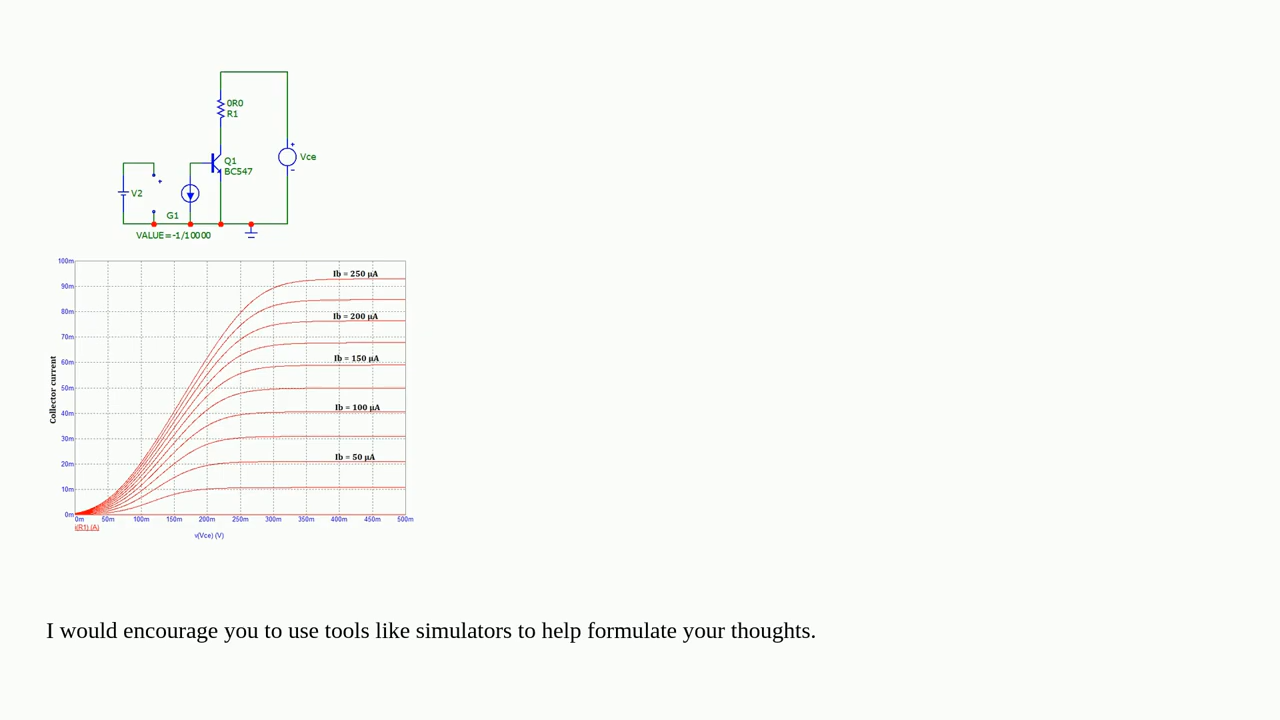 0R0
R1
Q1
BC547
Vce
+
-
V2
+
G1
VALUE=-1/10000
100m
90m
80m
70m
60m
50m
40m
30m
20m
10m
0m
Collector current
Ib = 250 μA
Ib = 200 μA
Ib = 150 μA
Ib = 100 μA
Ib = 50 μA
0m 50m 100m 150m 200m 250m 300m 350m 400m 450m 500m
i(R1) (A)
v(Vce) (V)
I would encourage you to use tools like simulators to help formulate your thoughts.